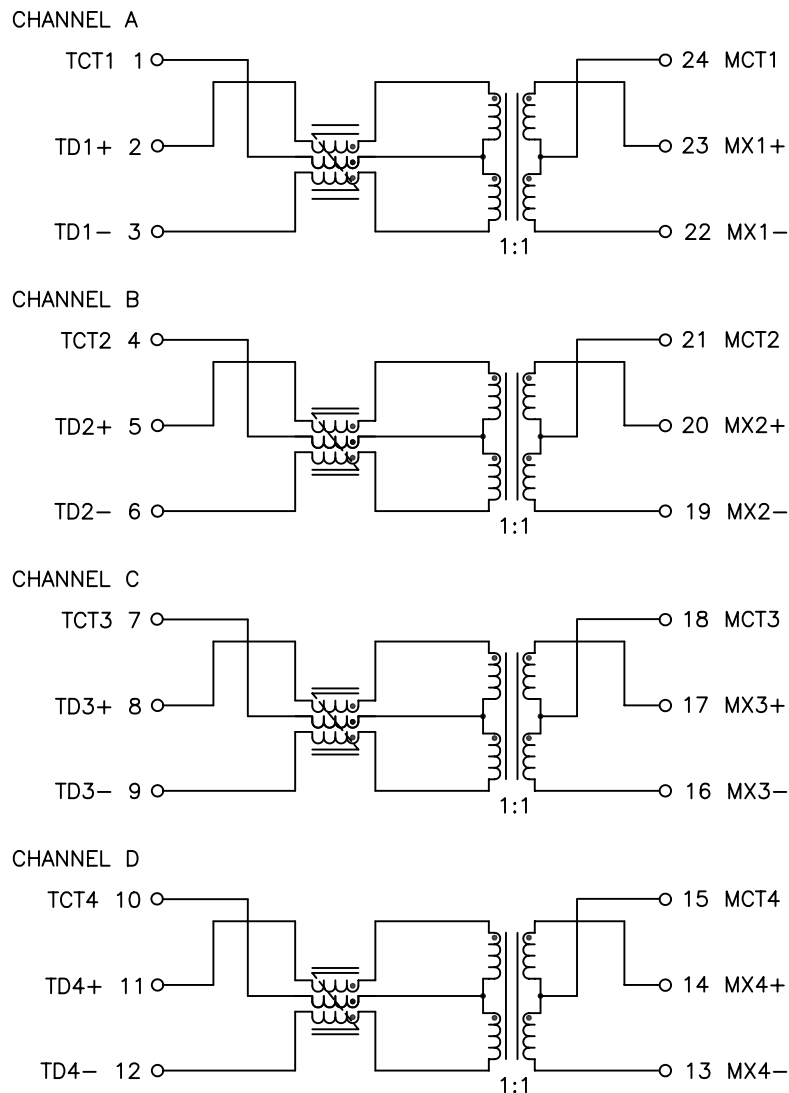 CHANNEL A
TCT1 1 24 MCT1
TD1+ 2 23 MX1+
TD1− 3 22 MX1−
1:1
CHANNEL B
TCT2 4 21 MCT2
TD2+ 5 20 MX2+
TD2− 6 19 MX2−
1:1
CHANNEL C
TCT3 7 18 MCT3
TD3+ 8 17 MX3+
TD3− 9 16 MX3−
1:1
CHANNEL D
TCT4 10 15 MCT4
TD4+ 11 14 MX4+
TD4− 12 13 MX4−
1:1